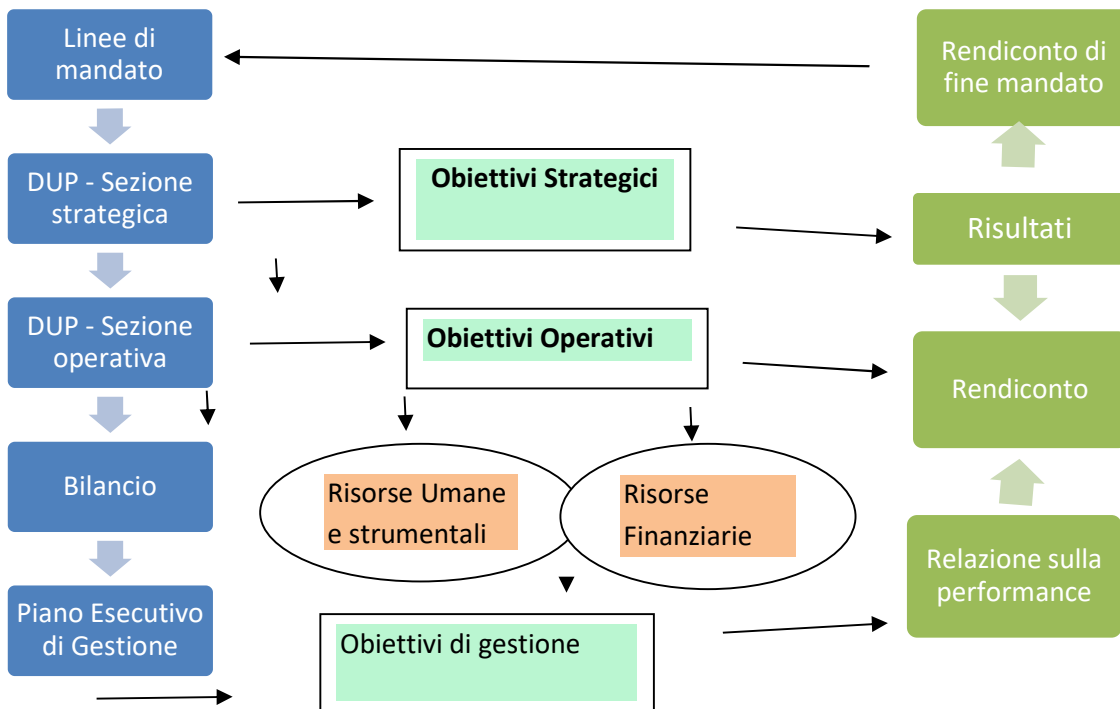 Linee di
mandato
Rendiconto di
fine mandato
DUP - Sezione
strategica
Obiettivi Strategici
Risultati
DUP - Sezione
operativa
Obiettivi Operativi
Rendiconto
Bilancio
Risorse Umane
e strumentali
Risorse
Finanziarie
Relazione sulla
performance
Piano Esecutivo
di Gestione
Obiettivi di gestione